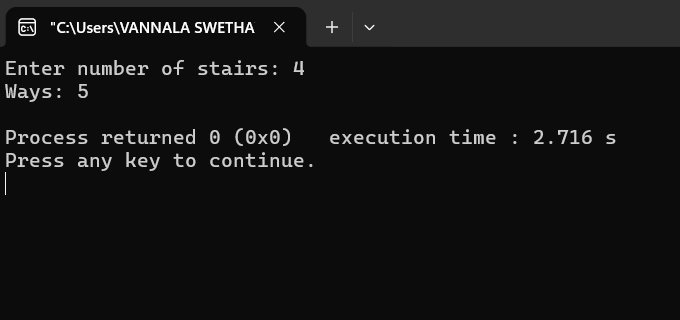 "C:\Users\VANNALA SWETHA
Enter number of stairs: 4
Ways: 5
Process returned 0 (0x0)   execution time : 2.716 s
Press any key to continue.